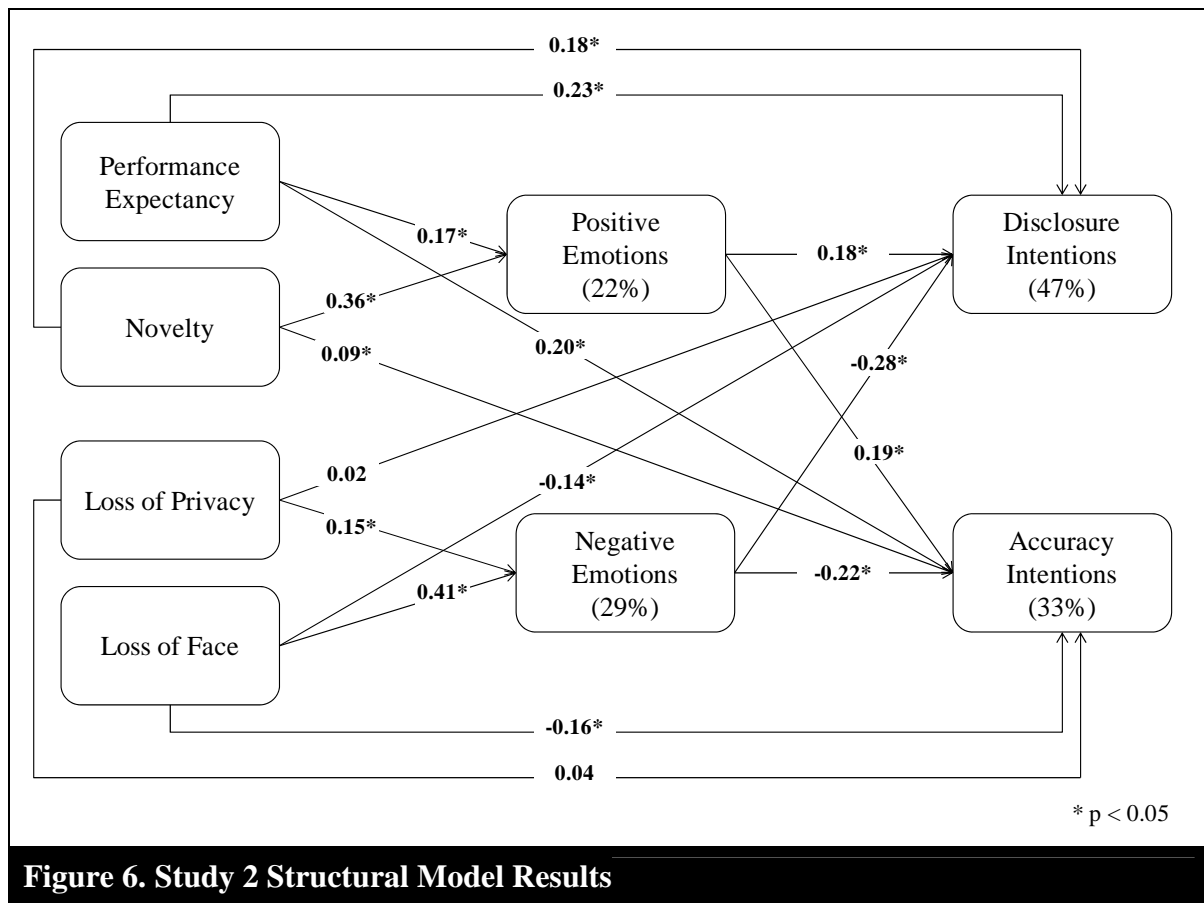 0.18*
0.23*
Performance
Expectancy
Positive
Emotions
(22%)
Disclosure
Intentions
(47%)
0.17*
0.18*
0.36*
Novelty
0.09*
0.20*
-0.28*
0.19*
Loss of Privacy
0.02
-0.14*
0.15*
Negative
Emotions
(29%)
Accuracy
Intentions
(33%)
-0.22*
0.41*
Loss of Face
-0.16*
0.04
* p < 0.05
Figure 6. Study 2 Structural Model Results